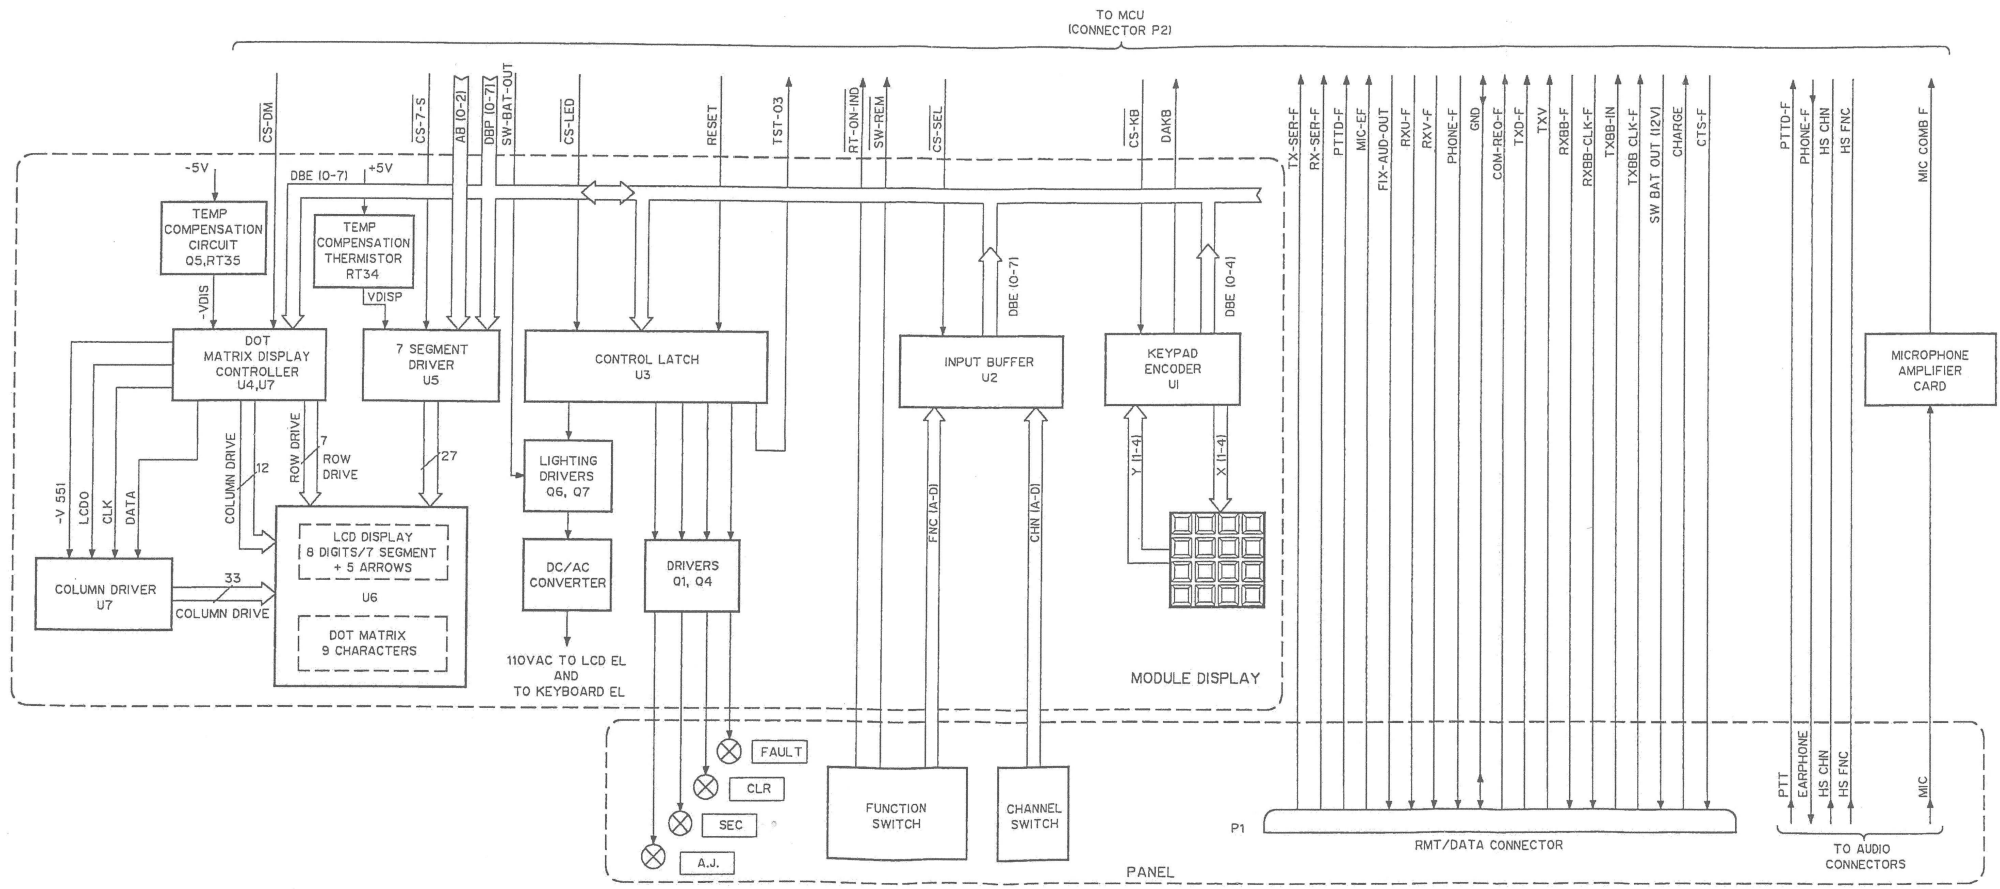 TO MCU
(CONNECTOR P2)
CS-DM
CS-7-S
AB (0-2)
DBP (0-7)
SW-BAT-OUT
CS-LED
RESET
TST-03
RT-ON-IND
SW-REM
CS-SEL
CS-KB
DAKB
TX-SER-F
RX-SER-F
PTTD-F
MIC-EF
FIX-AUD-OUT
RXU-F
RXV-F
PHONE-F
GND
COM-REQ-F
TXD-F
TXV
RXBB-F
RXBB-CLK-F
TXBB-IN
TXBB CLK-F
SW BAT OUT (12V)
CHARGE
CTS-F
PTTD-F
PHONE-F
HS CHN
HS FNC
MIC COMB F
-5V
DBE (0-7)
+5V
TEMP
COMPENSATION
CIRCUIT
Q5,RT35
TEMP
COMPENSATION
THERMISTOR
RT34
-VDIS
VDISP
DBE (0-7)
DBE (0-4)
DOT
MATRIX DISPLAY
CONTROLLER
U4,U7
7 SEGMENT
DRIVER
U5
CONTROL LATCH
U3
INPUT BUFFER
U2
KEYPAD
ENCODER
U1
MICROPHONE
AMPLIFIER
CARD
-V 551
LCDO
CLK
DATA
COLUMN DRIVE
12
ROW DRIVE
7
ROW
DRIVE
27
LIGHTING
DRIVERS
Q6, Q7
FNC (A-D)
CHN (A-D)
Y (1-4)
X (1-4)
LCD DISPLAY
8 DIGITS/7 SEGMENT
+ 5 ARROWS
U6
DOT MATRIX
9 CHARACTERS
COLUMN DRIVER
U7
33
COLUMN DRIVE
DC/AC
CONVERTER
DRIVERS
Q1, Q4
110VAC TO LCD EL
AND
TO KEYBOARD EL
MODULE DISPLAY
FAULT
CLR
SEC
A.J.
FUNCTION
SWITCH
CHANNEL
SWITCH
P1
RMT/DATA CONNECTOR
PTT
EARPHONE
HS CHN
HS FNC
MIC
TO AUDIO
CONNECTORS
PANEL